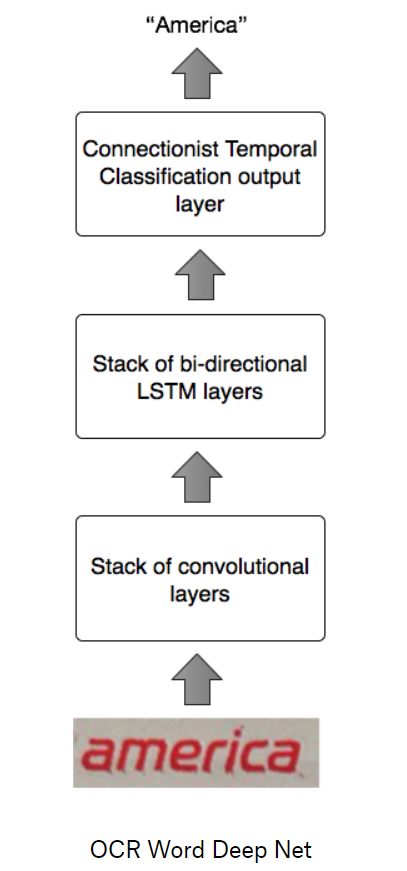 “America”
Connectionist Temporal
Classification output
layer
Stack of bi-directional
LSTM layers
Stack of convolutional
layers
america
OCR Word Deep Net